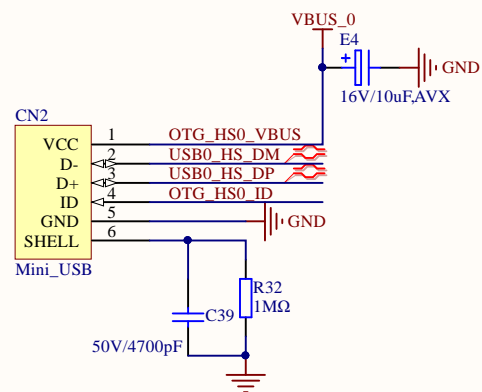 VBUS_0
E4
+
GND
16V/10uF,AVX
CN2
VCC 1 OTG_HS0_VBUS
D- 2 USB0_HS_DM
D+ 3 USB0_HS_DP
ID 4 OTG_HS0_ID
GND 5 GND
SHELL 6
Mini_USB
R32
1MΩ
C39
50V/4700pF